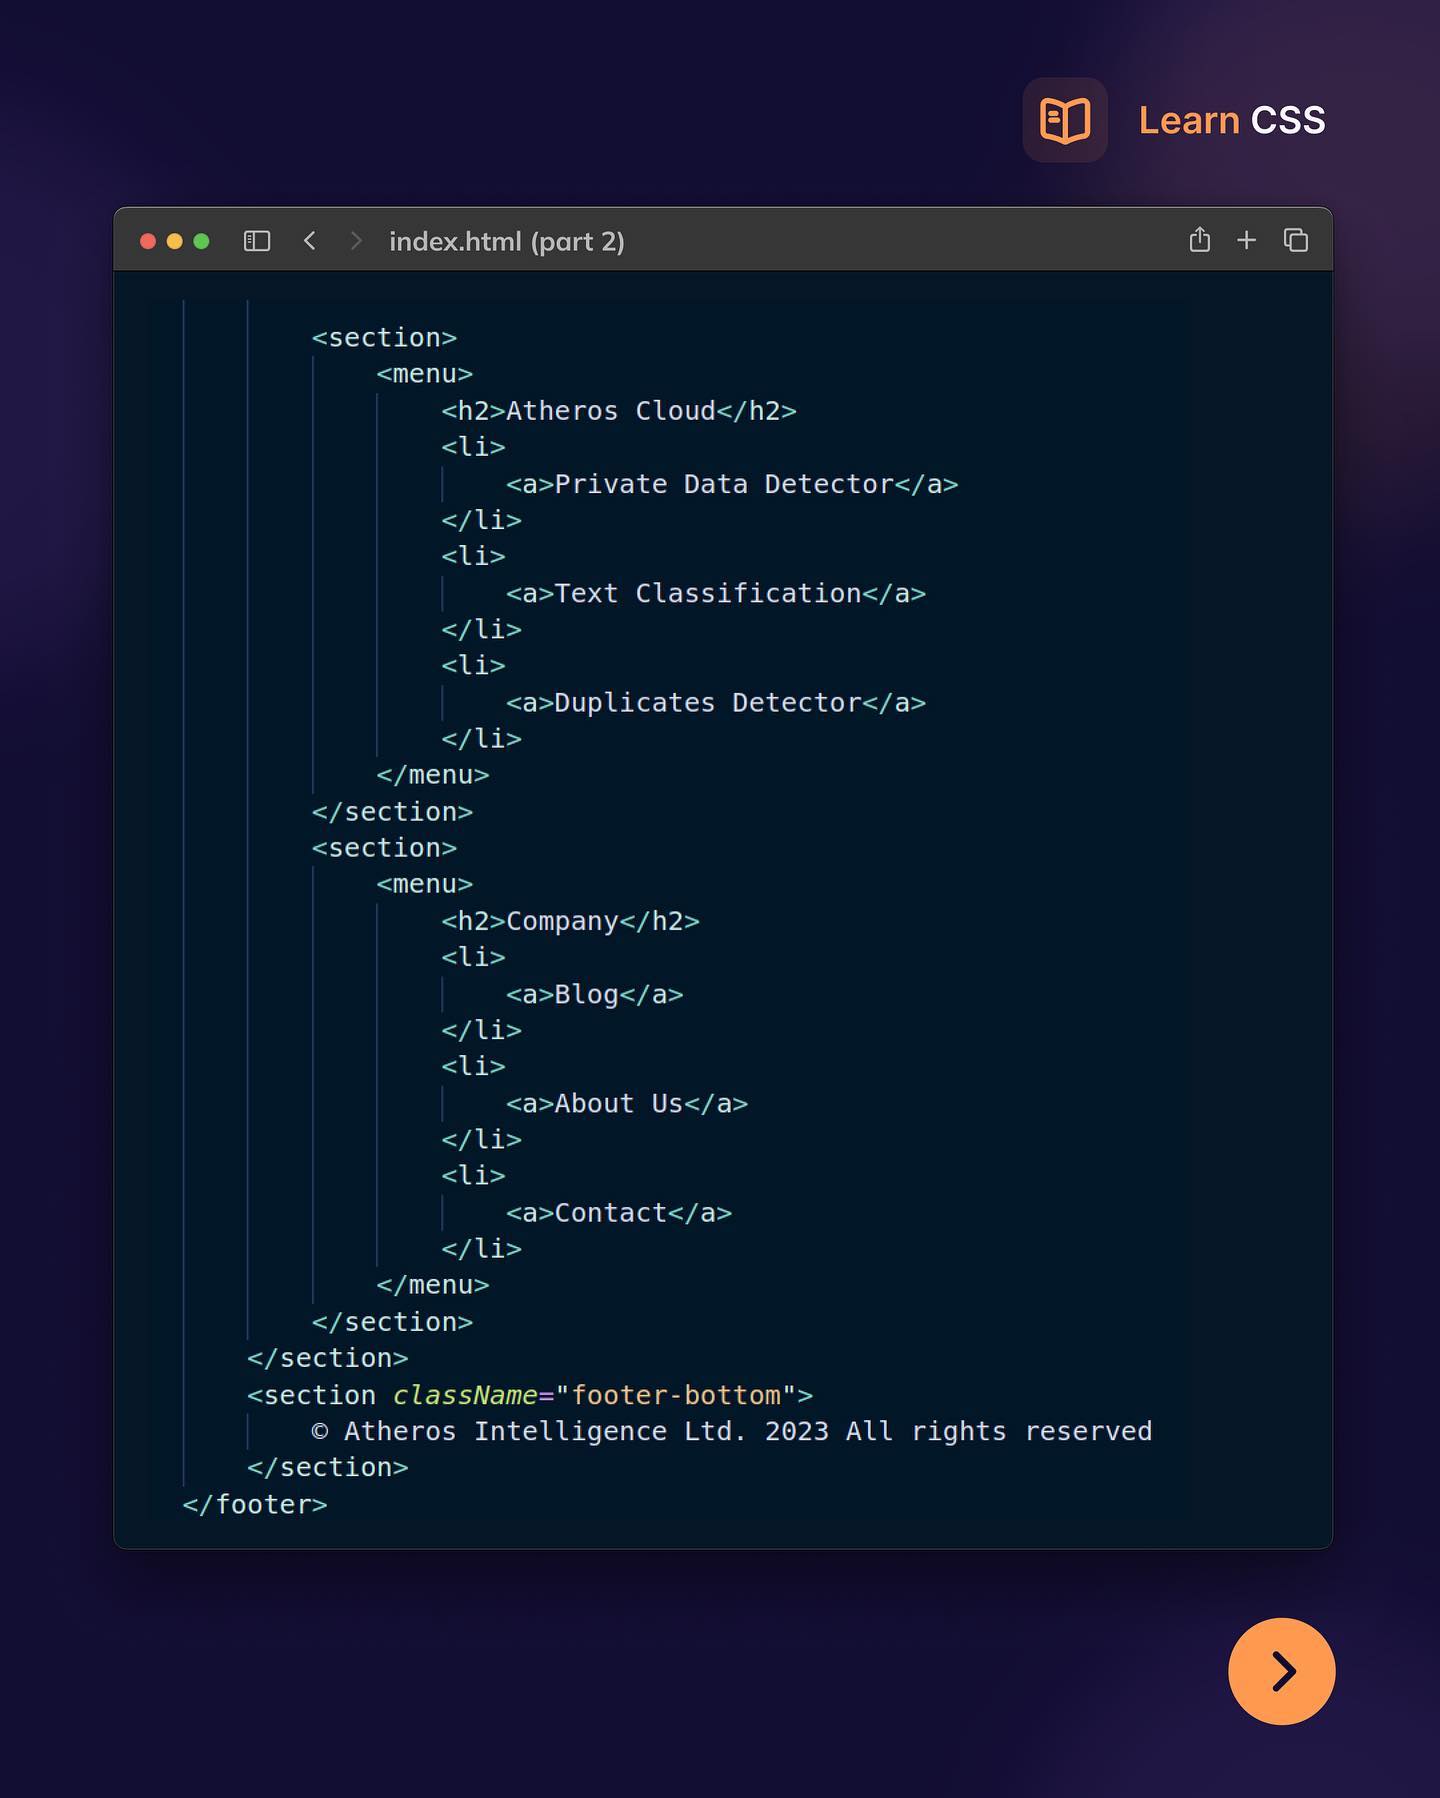 Learn CSS
index.html (part 2)
<section>
<menu>
<h2>Atheros Cloud</h2>
<li>
<a>Private Data Detector</a>
</li>
<li>
<a>Text Classification</a>
</li>
<li>
<a>Duplicates Detector</a>
</li>
</menu>
</section>
<section>
<menu>
<h2>Company</h2>
<li>
<a>Blog</a>
</li>
<li>
<a>About Us</a>
</li>
<li>
<a>Contact</a>
</li>
</menu>
</section>
</section>
<section className="footer-bottom">
© Atheros Intelligence Ltd. 2023 All rights reserved
</section>
</footer>